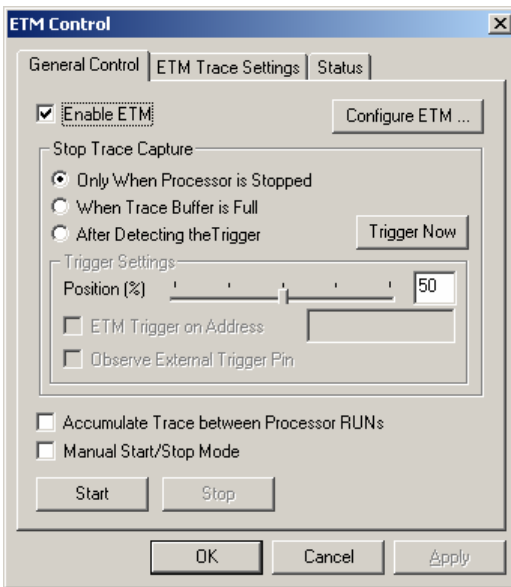 ETM Control
General Control ETM Trace Settings Status
Enable ETM Configure ETM ...
Stop Trace Capture
Only When Processor is Stopped
When Trace Buffer is Full
After Detecting theTrigger Trigger Now
Trigger Settings
Position (%) 50
ETM Trigger on Address
Observe External Trigger Pin
Accumulate Trace between Processor RUNs
Manual Start/Stop Mode
Start Stop
OK Cancel Apply